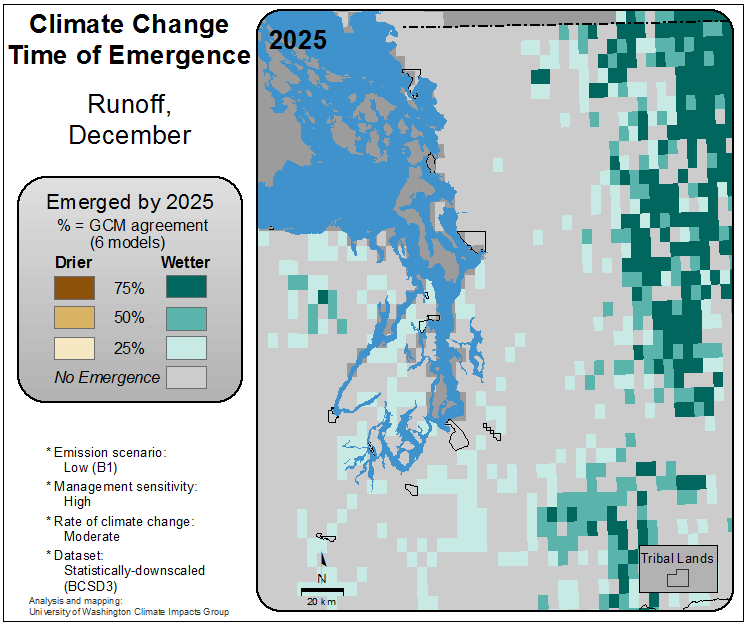 Climate Change
Time of Emergence
Runoff,
December
Emerged by 2025
% = GCM agreement
(6 models)
Drier Wetter
75%
50%
25%
No Emergence
* Emission scenario:
Low (B1)
* Management sensitivity:
High
* Rate of climate change:
Moderate
* Dataset:
Statistically-downscaled
(BCSD3)
Analysis and mapping:
University of Washington Climate Impacts Group
2025
N
20 km
Tribal Lands